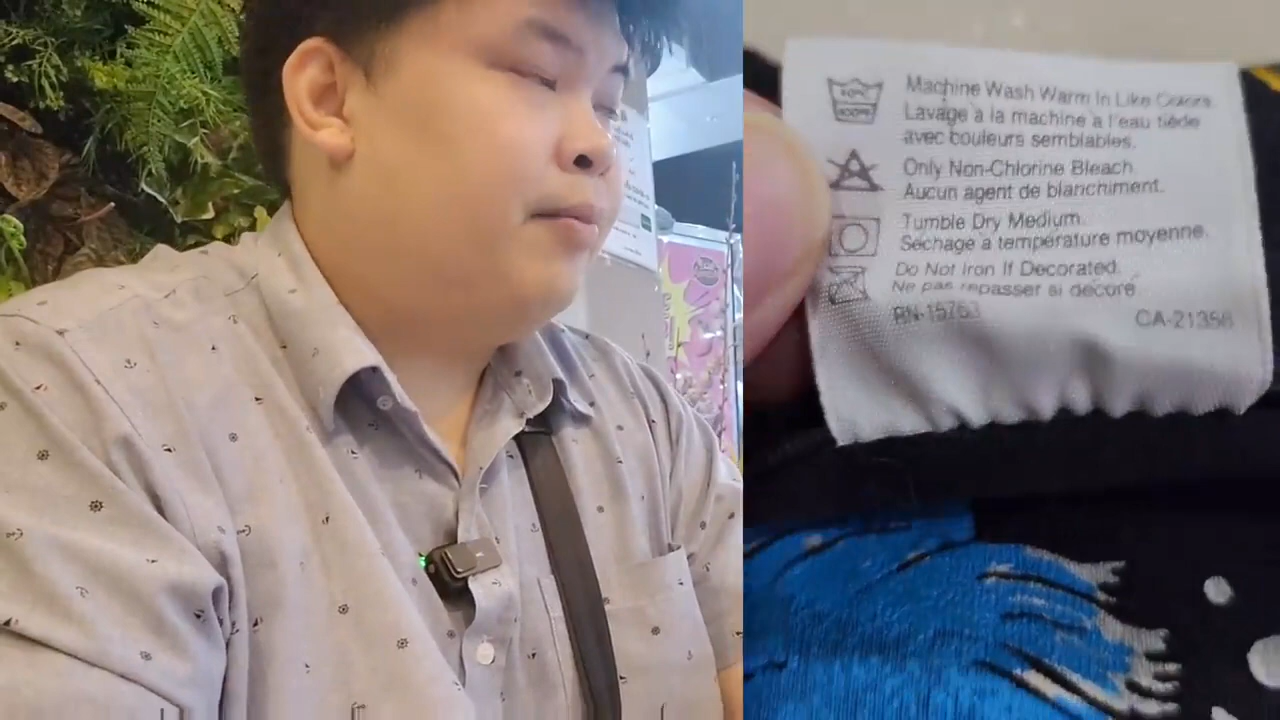 Machine Wash Warm In Like Colors.
Lavage à la machine a l'eau tiède
avec couleurs semblables.
Only Non-Chlorine Bleach
Aucun agent de blanchiment.
Tumble Dry Medium.
Sechage a température moyenne.
Do Not Iron If Decorated.
Ne pas repasser si décoré
RN-15763
CA-21356